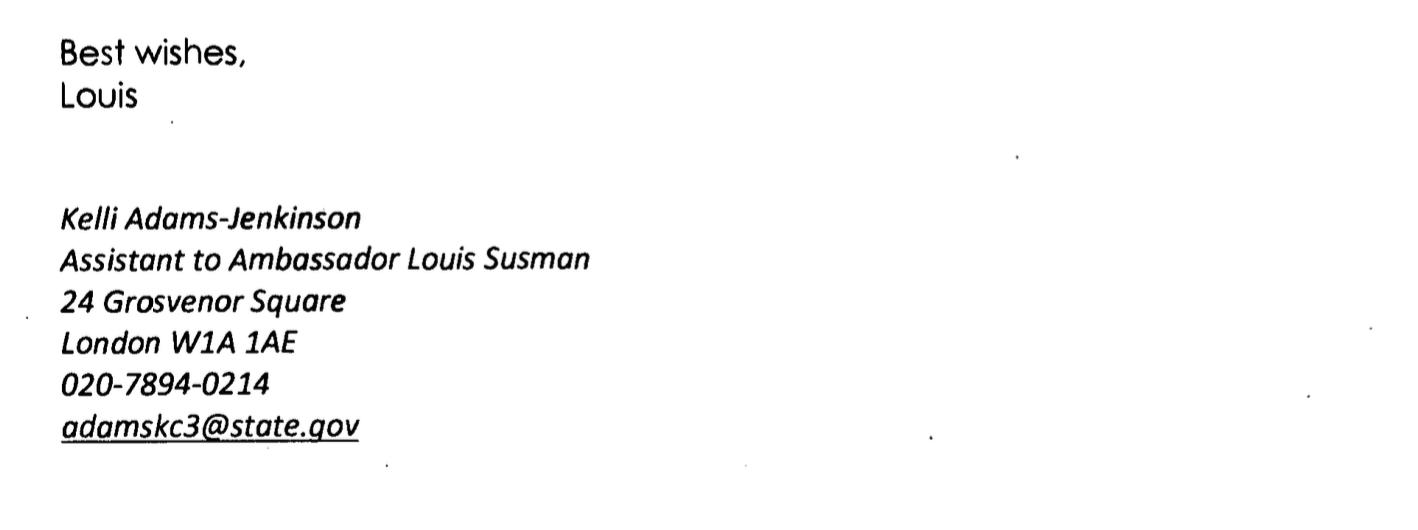 Best wishes,
Louis
Kelli Adams-Jenkinson
Assistant to Ambassador Louis Susman
24 Grosvenor Square
London W1A 1AE
020-7894-0214
adamskc3@state.gov